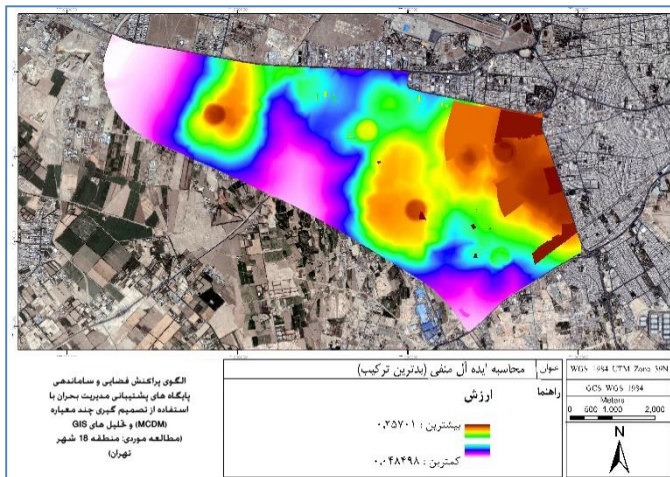 الگوی پراکنش فضایی و ساماندهی
پایگاه های پشتیبانی مدیریت بحران با
استفاده از تصمیم گیری چند معیاره
(MCDM) و تحلیل های GIS
(مطالعه موردی: منطقه 18 شهر
تهران)
عنوان
محاسبه ایده آل منفی (بدترین ترکیب)
راهنما
ارزش
بیشترین : ۰.۲۵۷۰۱
کمترین : ۰.۰۴۸۴۹۸
WGS 1984 UTM Zone 39N
GCS WGS 1984
Meters
0 500 1,000 2,000
N